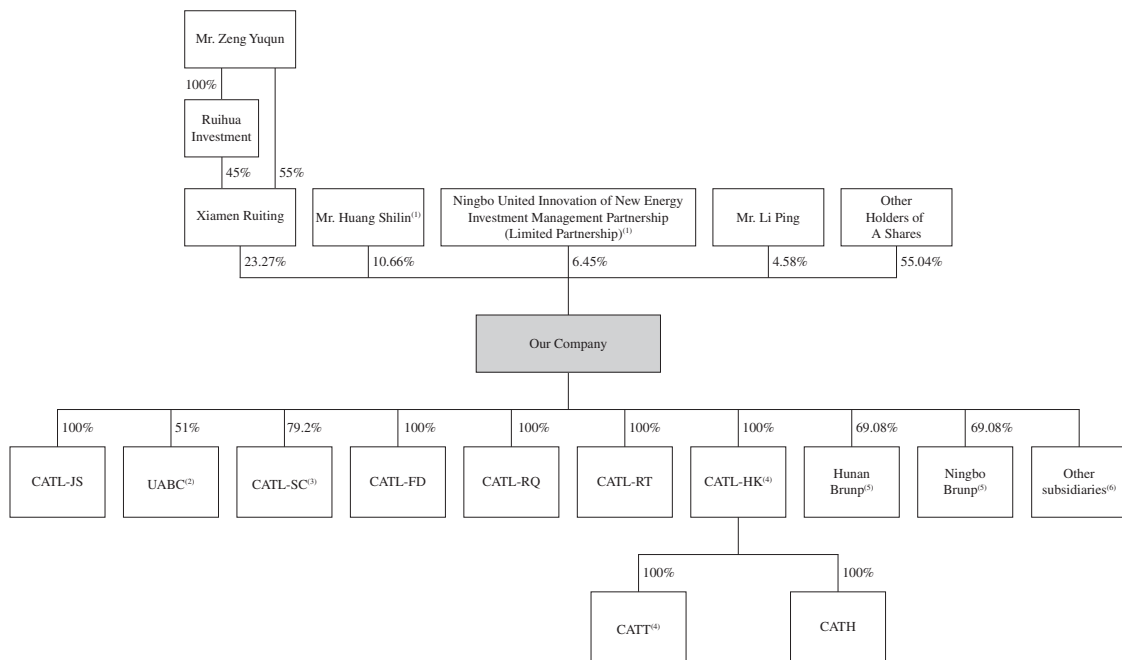 Mr. Zeng Yuqun
100%
Ruihua
Investment
45%
55%
Xiamen Ruiting
Mr. Huang Shilin(1)
Ningbo United Innovation of New Energy
Investment Management Partnership
(Limited Partnership)(1)
Mr. Li Ping
Other
Holders of
A Shares
23.27%
10.66%
6.45%
4.58%
55.04%
Our Company
100%
51%
79.2%
100%
100%
100%
100%
69.08%
69.08%
CATL-JS
UABC(2)
CATL-SC(3)
CATL-FD
CATL-RQ
CATL-RT
CATL-HK(4)
Hunan
Brunp(5)
Ningbo
Brunp(5)
Other
subsidiaries(6)
100%
100%
CATT(4)
CATH